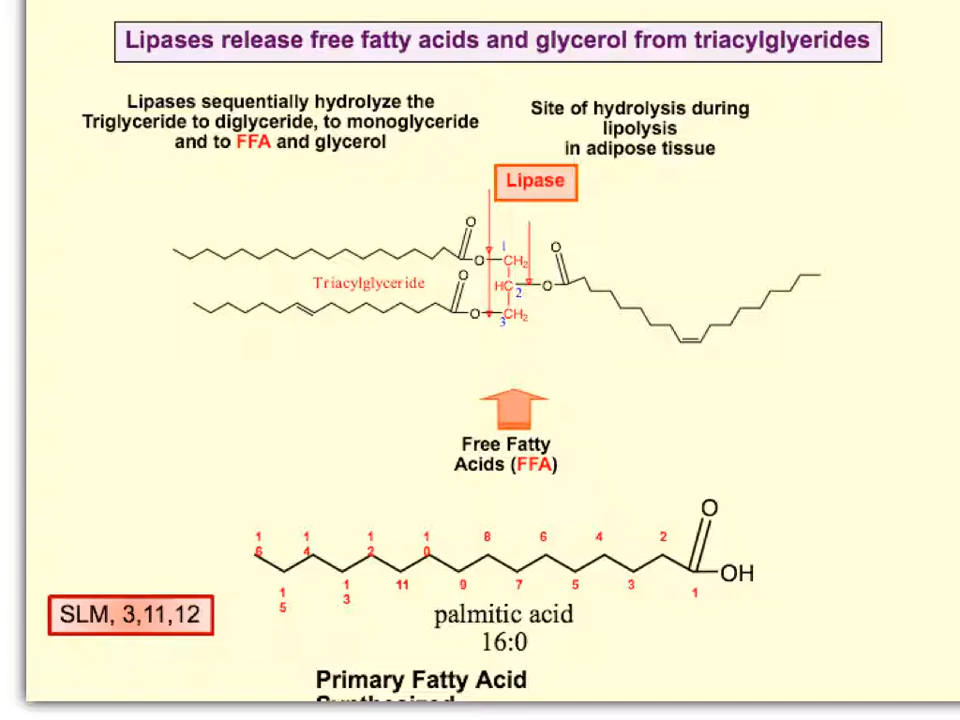 Lipases release free fatty acids and glycerol from triacylglyerides
Lipases sequentially hydrolyze the
Triglyceride to diglyceride, to monoglyceride
and to FFA and glycerol
Site of hydrolysis during
lipolysis
in adipose tissue
Lipase
O
O
1
O
CH2
O
Triacylglyceride
HC
2
O
O
CH2
3
Free Fatty
Acids (FFA)
O
16
14
12
10
8
6
4
2
OH
15
13
11
9
7
5
3
1
SLM, 3,11,12
palmitic acid
16:0
Primary Fatty Acid
Synthesized